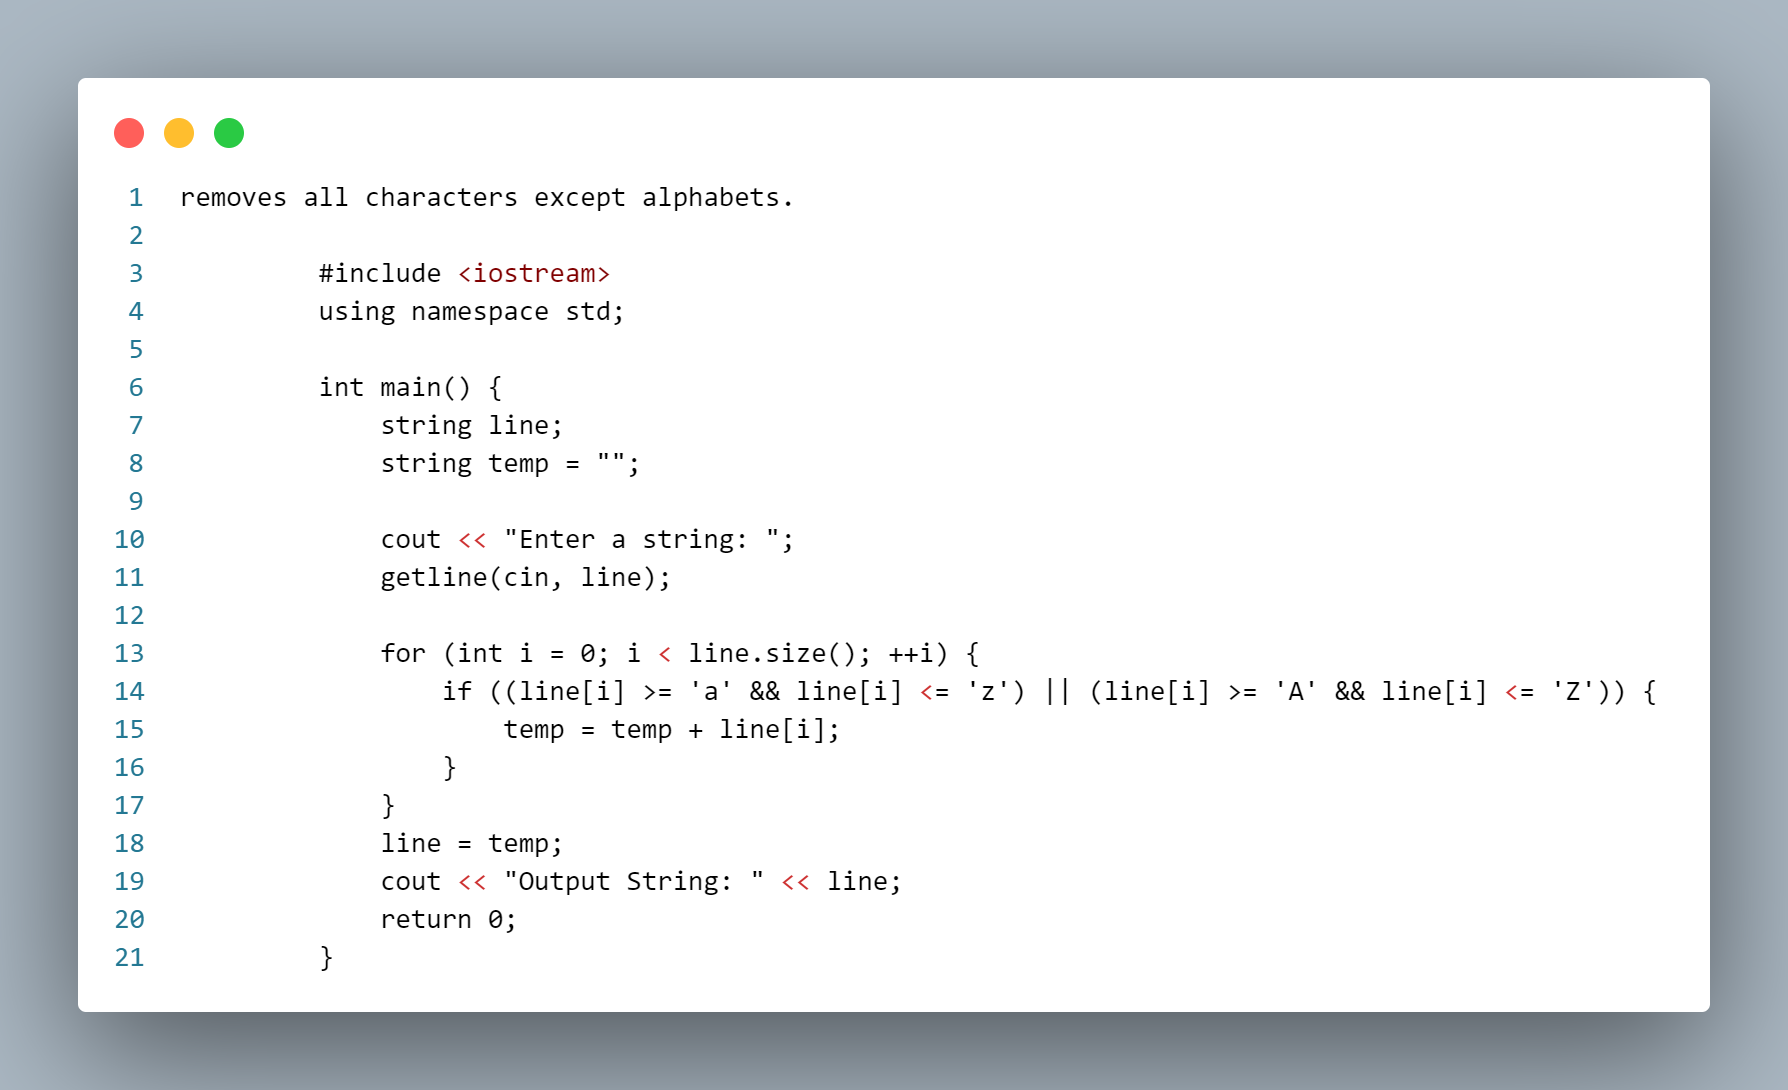 1 removes all characters except alphabets.
2
3 #include <iostream>
4 using namespace std;
5
6 int main() {
7 string line;
8 string temp = "";
9
10 cout << "Enter a string: ";
11 getline(cin, line);
12
13 for (int i = 0; i < line.size(); ++i) {
14 if ((line[i] >= 'a' && line[i] <= 'z') || (line[i] >= 'A' && line[i] <= 'Z')) {
15 temp = temp + line[i];
16 }
17 }
18 line = temp;
19 cout << "Output String: " << line;
20 return 0;
21 }